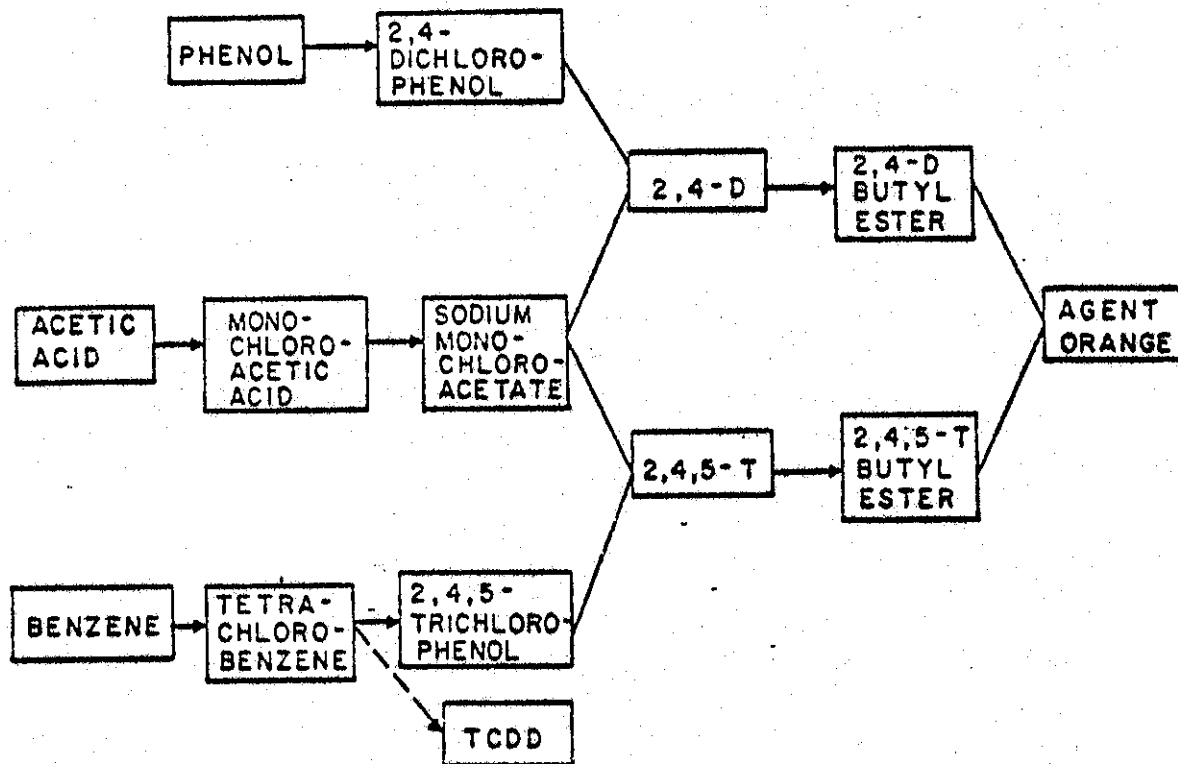 PHENOL
2,4-
DICHLORO-
PHENOL
2,4-D
2,4-D
BUTYL
ESTER
ACETIC
ACID
MONO-
CHLORO-
ACETIC
ACID
SODIUM
MONO-
CHLORO-
ACETATE
AGENT
ORANGE
2,4,5-T
2,4,5-T
BUTYL
ESTER
BENZENE
TETRA-
CHLORO-
BENZENE
2,4,5-
TRICHLORO-
PHENOL
TCDD